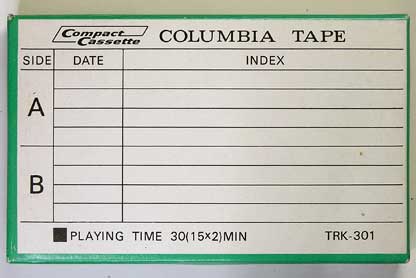 Compact Cassette COLUMBIA TAPE
SIDE DATE INDEX
A
B
PLAYING TIME 30(15×2)MIN TRK-301